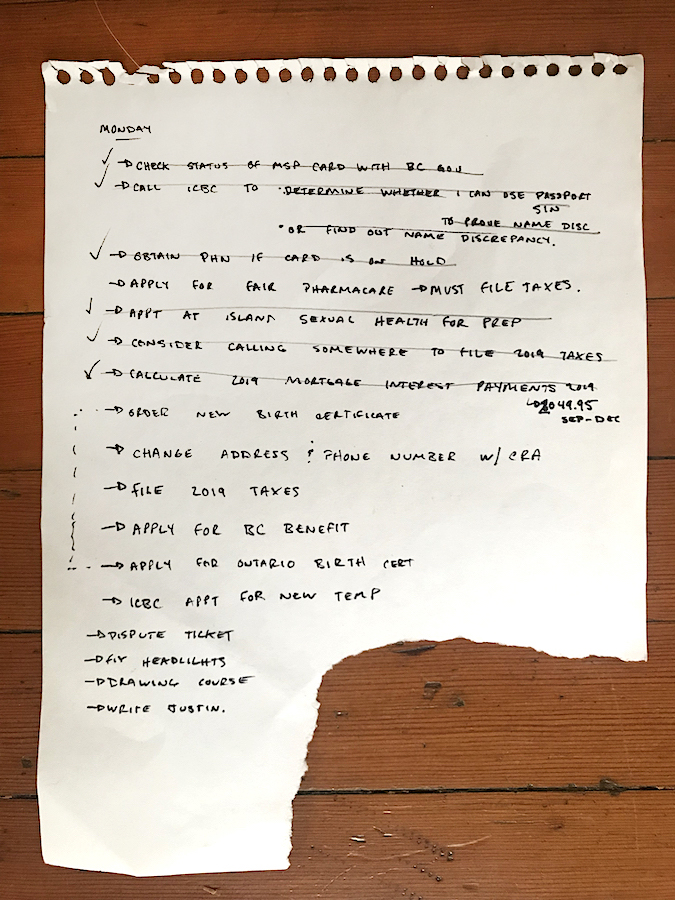 MONDAY
→ CHECK STATUS OF MSP CARD WITH BC GOV
→ CALL ICBC TO • DETERMINE WHETHER I CAN USE PASSPORT
SIN
TO PROVE NAME DISC
• OR FIND OUT NAME DISCREPANCY.
→ OBTAIN PHN IF CARD IS ON HOLD
→ APPLY FOR FAIR PHARMACARE → MUST FILE TAXES.
→ APPT AT ISLAND SEXUAL HEALTH FOR PREP
→ CONSIDER CALLING SOMEWHERE TO FILE 2019 TAXES
→ CALCULATE 2019 MORTGAGE INTEREST PAYMENTS 2019
↳ 2049.95
SEP-DEC
→ ORDER NEW BIRTH CERTIFICATE
→ CHANGE ADDRESS & PHONE NUMBER W/ CRA
→ FILE 2019 TAXES
→ APPLY FOR BC BENEFIT
→ APPLY FOR ONTARIO BIRTH CERT
→ ICBC APPT FOR NEW TEMP
→ DISPUTE TICKET
→ FIX HEADLIGHTS
→ DRAWING COURSE
→ WRITE JUSTIN.